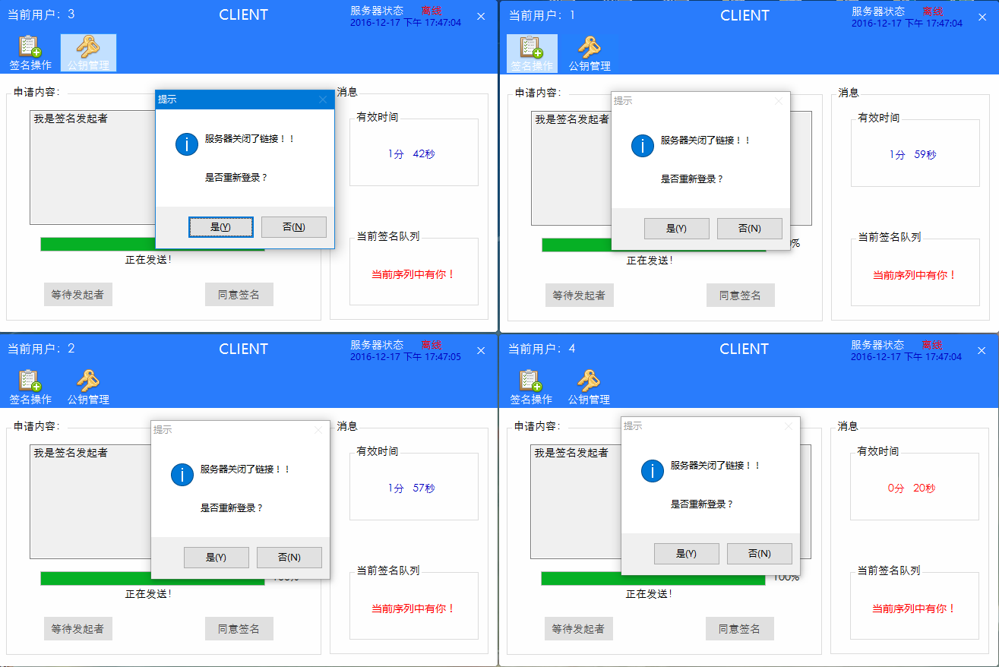 当前用户：3
CLIENT
服务器状态 离线
2016-12-17 下午 17:47:04
签名操作 公钥管理
申请内容：
我是签名发起者
提示
服务器关闭了链接！！
是否重新登录？
是(Y) 否(N)
正在发送！
等待发起者 同意签名
消息
有效时间
1分 42秒
当前签名队列
当前序列中有你！
当前用户：1
CLIENT
服务器状态 离线
2016-12-17 下午 17:47:04
签名操作 公钥管理
申请内容：
我是签名发起者
提示
服务器关闭了链接！！
是否重新登录？
是(Y) 否(N)
%
正在发送！
等待发起者 同意签名
消息
有效时间
1分 59秒
当前签名队列
当前序列中有你！
当前用户：2
CLIENT
服务器状态 离线
2016-12-17 下午 17:47:05
签名操作 公钥管理
申请内容：
我是签名发起者
提示
服务器关闭了链接！！
是否重新登录？
是(Y) 否(N)
100%
正在发送！
等待发起者 同意签名
消息
有效时间
1分 57秒
当前签名队列
当前序列中有你！
当前用户：4
CLIENT
服务器状态 离线
2016-12-17 下午 17:47:04
签名操作 公钥管理
申请内容：
我是签名发起者
提示
服务器关闭了链接！！
是否重新登录？
是(Y) 否(N)
100%
正在发送！
等待发起者 同意签名
消息
有效时间
0分 20秒
当前签名队列
当前序列中有你！